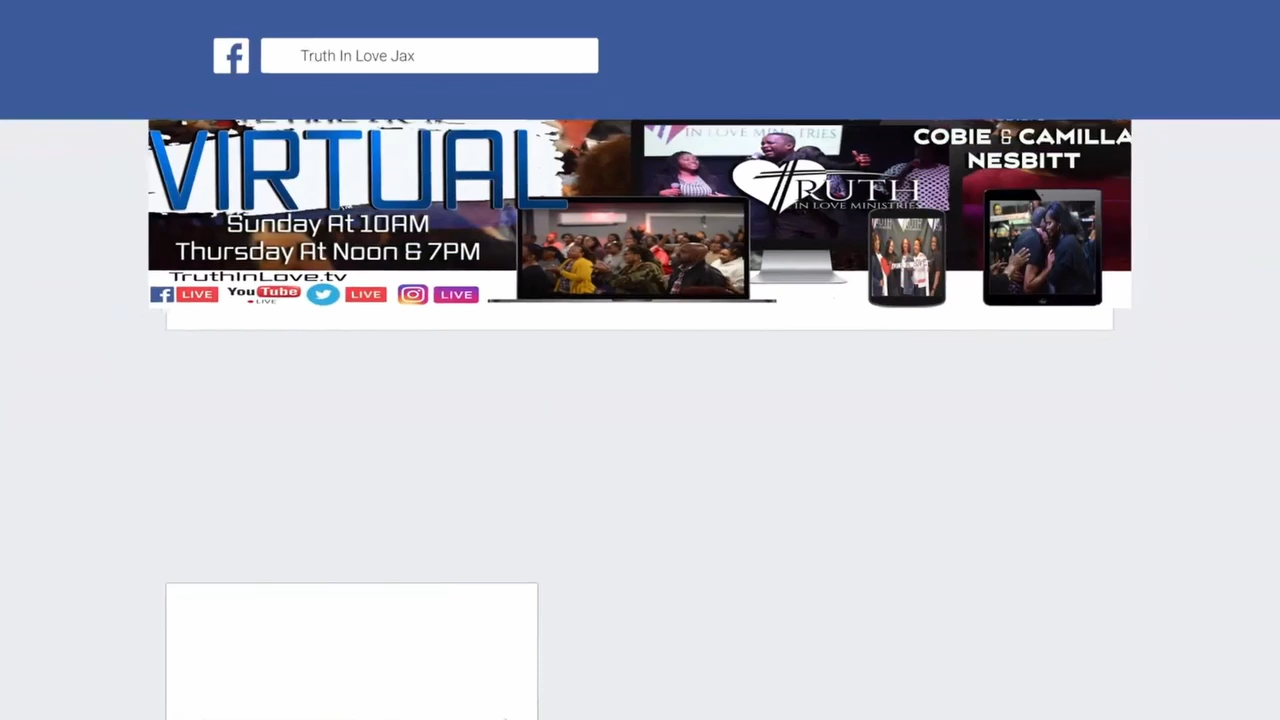 Truth In Love Jax
VIRTUAL
Sunday At 10AM
Thursday At Noon & 7PM
TruthInLove.tv
LIVE
YouTube
LIVE
LIVE
LIVE
IN LOVE MINISTRIES
TRUTH
IN LOVE MINISTRIES
COBIE & CAMILLA
NESBITT